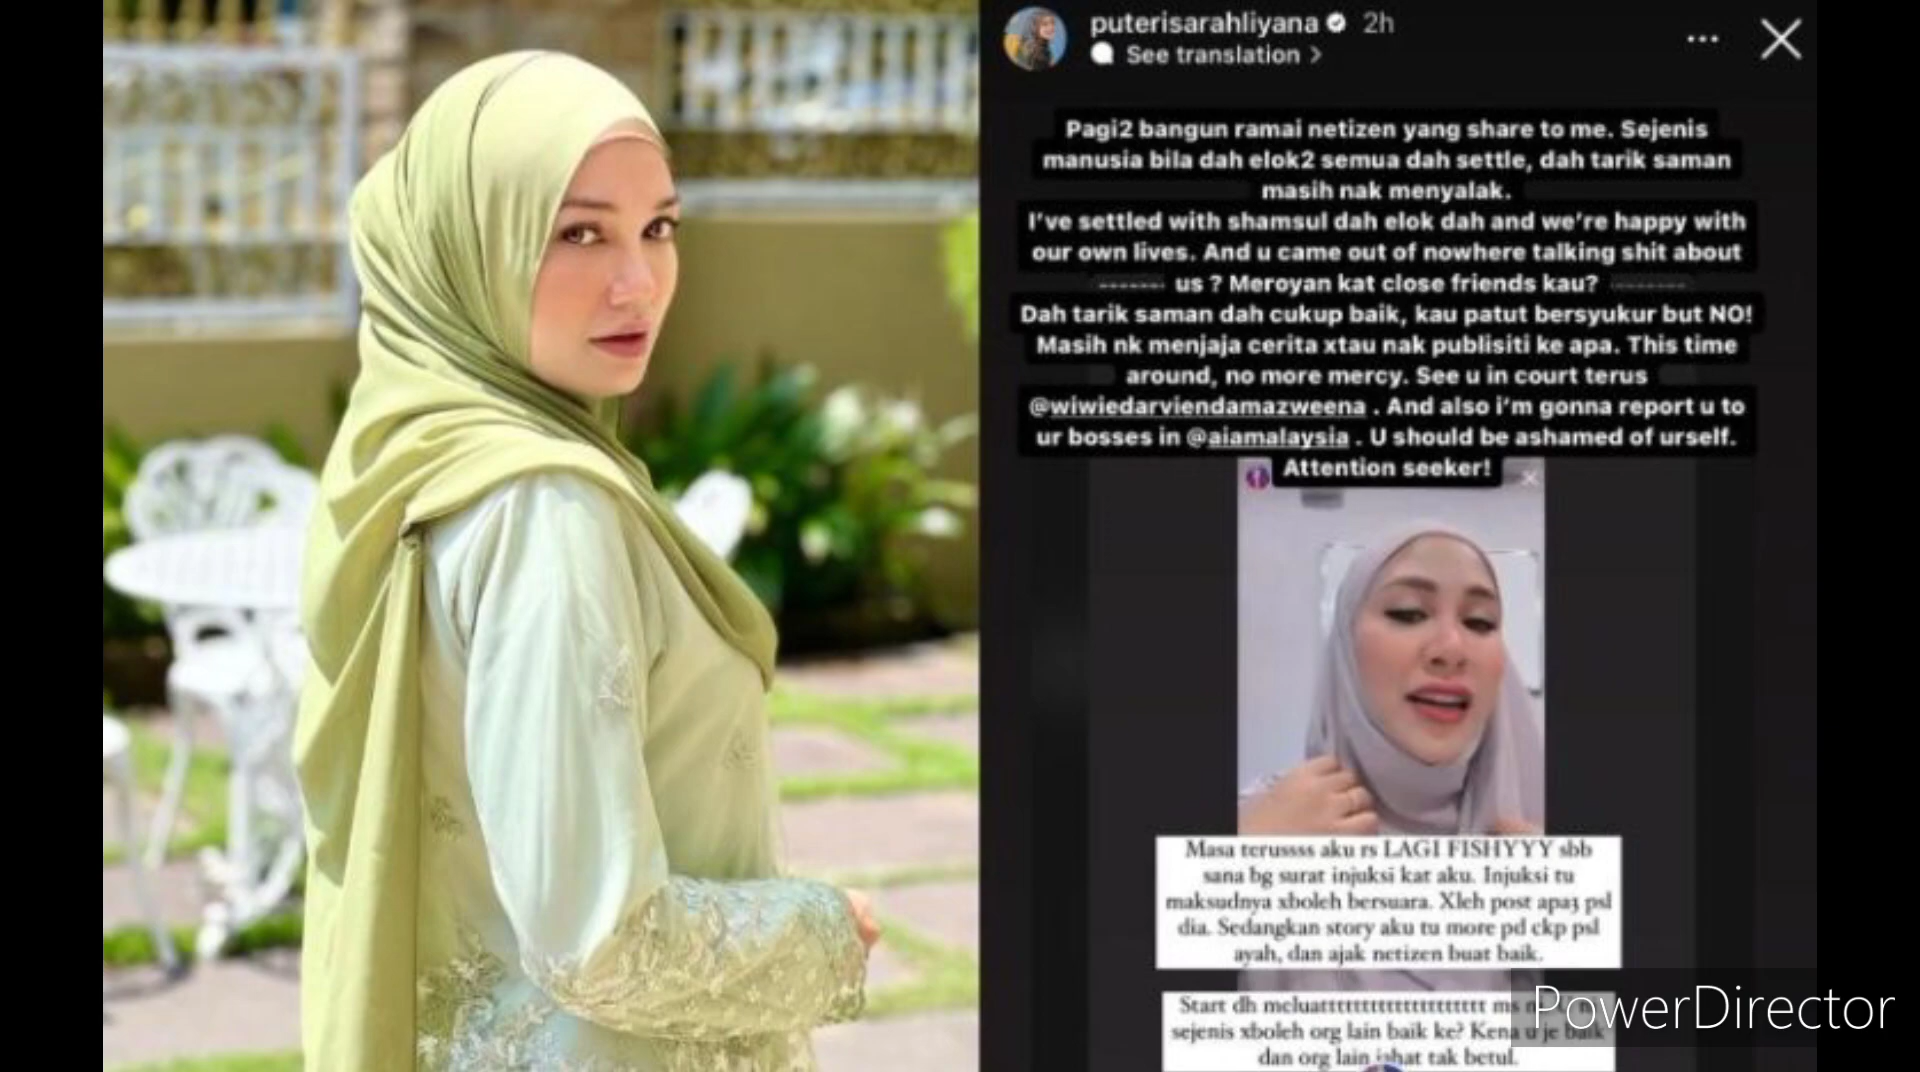 puterisarahliyana 2h
See translation
Pagi2 bangun ramai netizen yang share to me. Sejenis
manusia bila dah elok2 semua dah settle, dah tarik saman
masih nak menyalak.
I've settled with shamsul dah elok dah and we're happy with
our own lives. And u came out of nowhere talking shit about
------- us ? Meroyan kat close friends kau? --------
Dah tarik saman dah cukup baik, kau patut bersyukur but NO!
Masih nk menjaja cerita xtau nak publisiti ke apa. This time
around, no more mercy. See u in court terus
@wiwiedarviendamazweena . And also i'm gonna report u to
ur bosses in @aiamalaysia . U should be ashamed of urself.
Attention seeker!
Masa terussss aku rs LAGI FISHYYY sbb
sana bg surat injuksi kat aku. Injuksi tu
maksudnya xboleh bersuara. Xleh post apa3 psl
dia. Sedangkan story aku tu more pd ckp psl
ayah, dan ajak netizen buat baik.
Start dh mcluatttttttttttttttttttt ms
sejenis xboleh org lain baik ke? Kena u je baik
dan org lain jahat tak betul.
PowerDirector